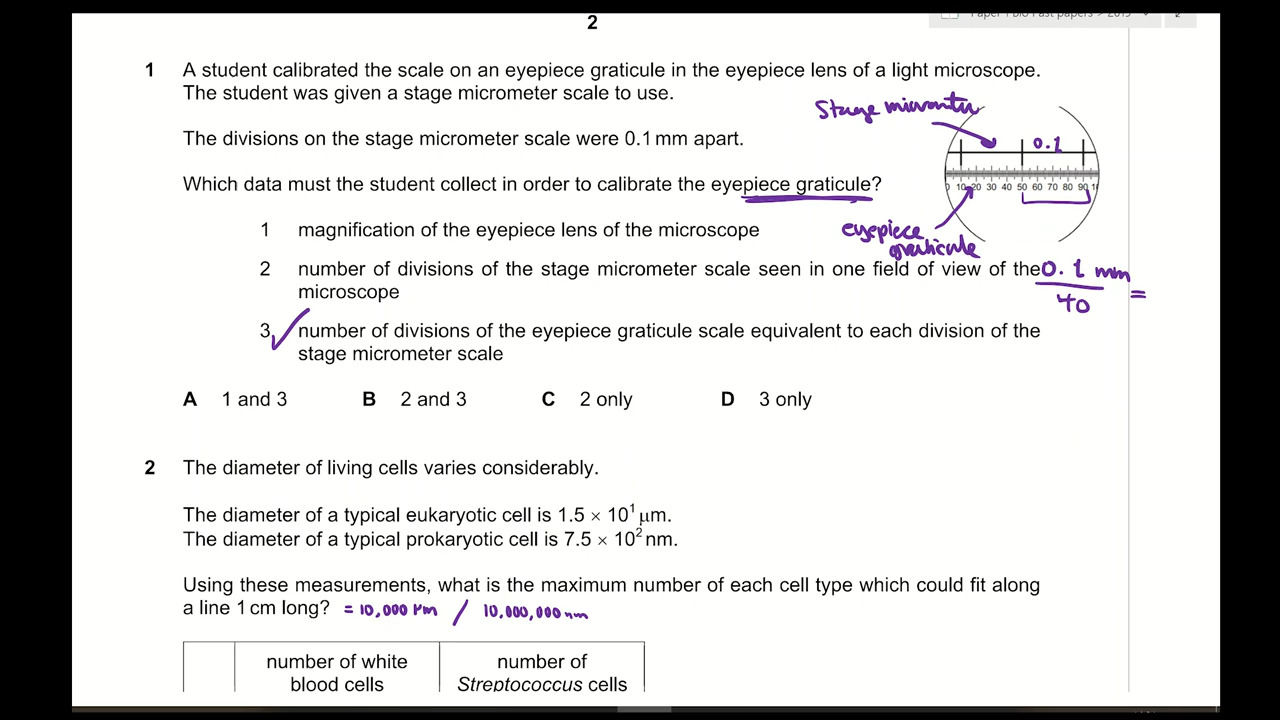 Paper 1 Bio Past papers > 2019
2
2
1 A student calibrated the scale on an eyepiece graticule in the eyepiece lens of a light microscope.
The student was given a stage micrometer scale to use.
Stage micrometer
The divisions on the stage micrometer scale were 0.1 mm apart.
0.1
Which data must the student collect in order to calibrate the eyepiece graticule?
0 10 20 30 40 50 60 70 80 90 1
1 magnification of the eyepiece lens of the microscope
eyepiece
graticule
2 number of divisions of the stage micrometer scale seen in one field of view of the
microscope
0.1 mm
40 =
3 number of divisions of the eyepiece graticule scale equivalent to each division of the
stage micrometer scale
A 1 and 3 B 2 and 3 C 2 only D 3 only
2 The diameter of living cells varies considerably.
The diameter of a typical eukaryotic cell is 1.5 × 10¹ μm.
The diameter of a typical prokaryotic cell is 7.5 × 10² nm.
Using these measurements, what is the maximum number of each cell type which could fit along
a line 1 cm long? = 10,000 μm / 10,000,000 nm
number of white number of
blood cells Streptococcus cells